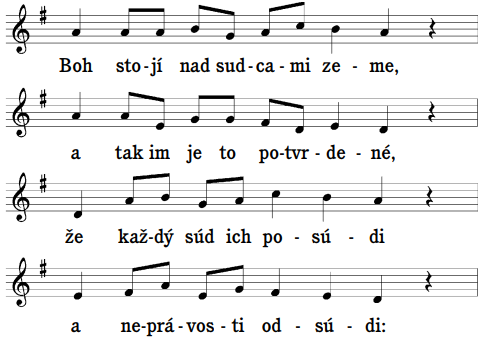 Boh sto-jí nad sud-ca-mi ze-me,
a tak im je to po-tvr-de-né,
že kaž-dý súd ich po-sú-di
a ne-prá-vos-ti od-sú-di: